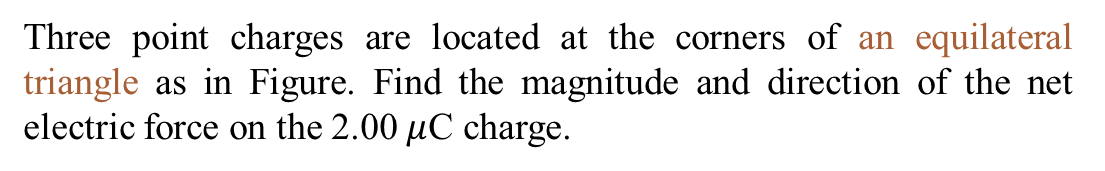 Three point charges are located at the corners of an equilateral
triangle as in Figure. Find the magnitude and direction of the net
electric force on the 2.00 μC charge.